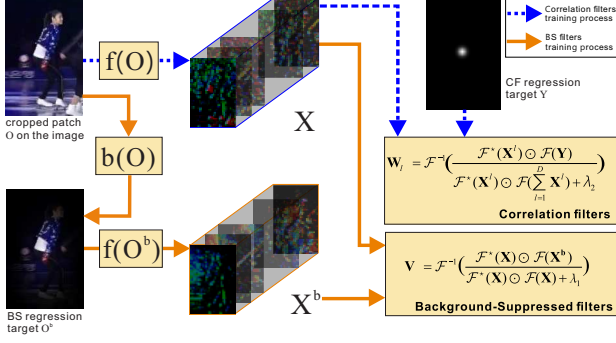 Correlation filters
training process
BS filters
training process
f(O)
X
cropped patch
O on the image
CF regression
target Y
b(O)
W_l = F^{-1}( F*(X^l) ⊙ F(Y) / F*(X^l) ⊙ F(∑_{l=1}^{D} X^l) + λ_2 )
Correlation filters
f(O^b)
X^b
V = F^{-1}( F*(X) ⊙ F(X^b) / F*(X) ⊙ F(X) + λ_1 )
Background-Suppressed filters
BS regression
target O^b